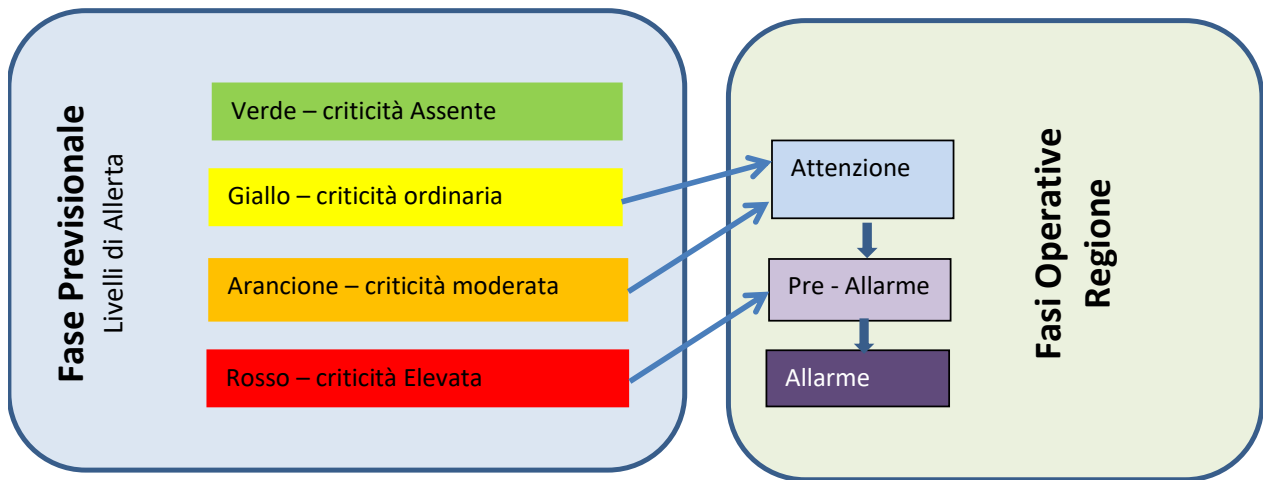 Fase Previsionale
Livelli di Allerta
Verde – criticità Assente
Giallo – criticità ordinaria
Arancione – criticità moderata
Rosso – criticità Elevata
Attenzione
Pre - Allarme
Allarme
Fasi Operative
Regione